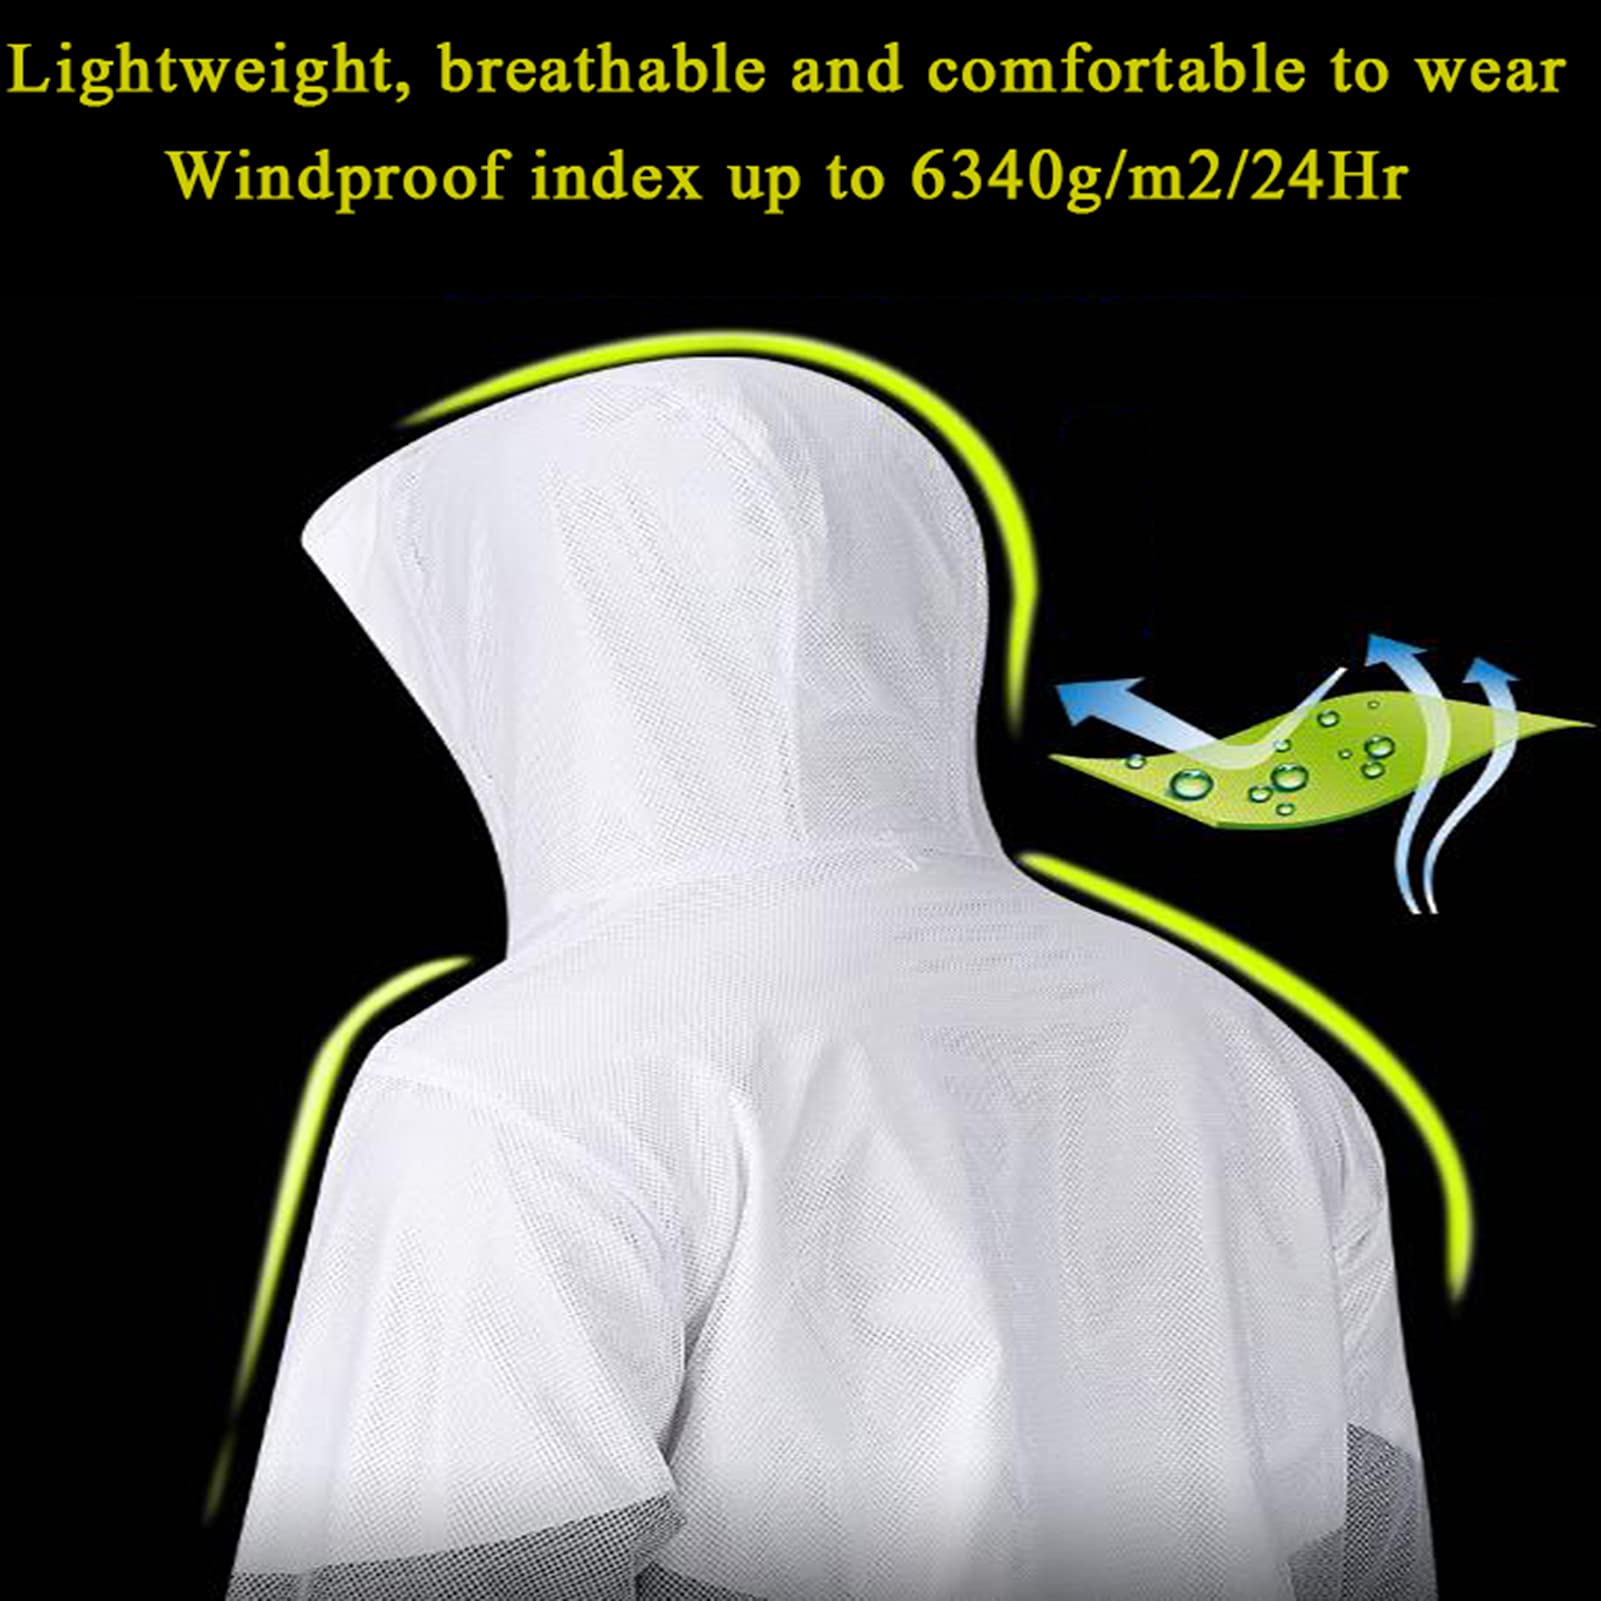 Lightweight, breathable and comfortable to wear
Windproof index up to 6340g/m2/24Hr